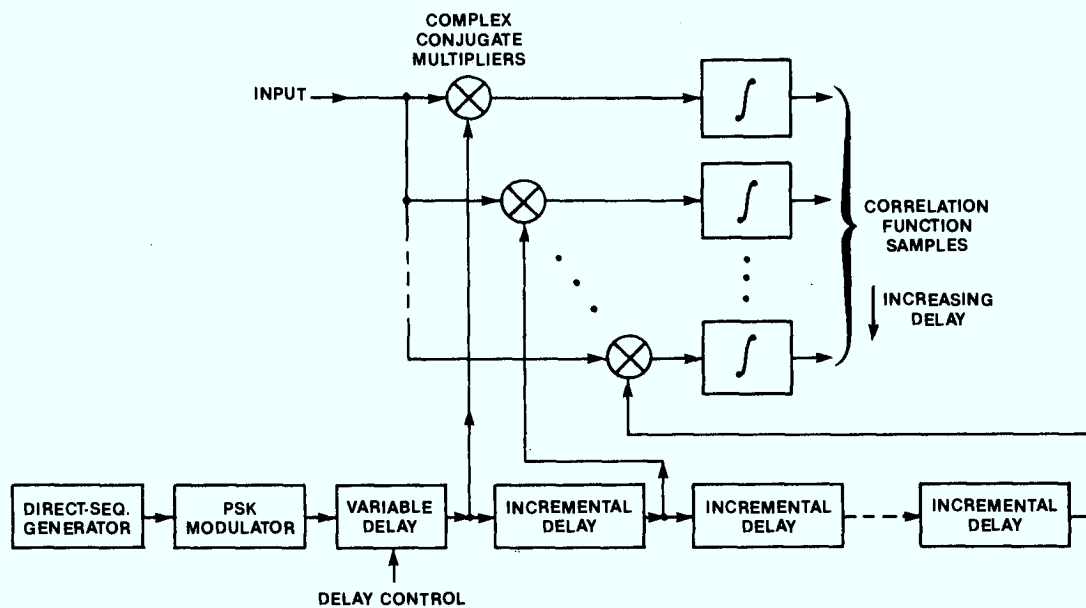 COMPLEX
CONJUGATE
MULTIPLIERS
INPUT
∫
∫
CORRELATION
FUNCTION
SAMPLES
INCREASING
DELAY
∫
DIRECT-SEQ.
GENERATOR
PSK
MODULATOR
VARIABLE
DELAY
INCREMENTAL
DELAY
INCREMENTAL
DELAY
INCREMENTAL
DELAY
DELAY CONTROL